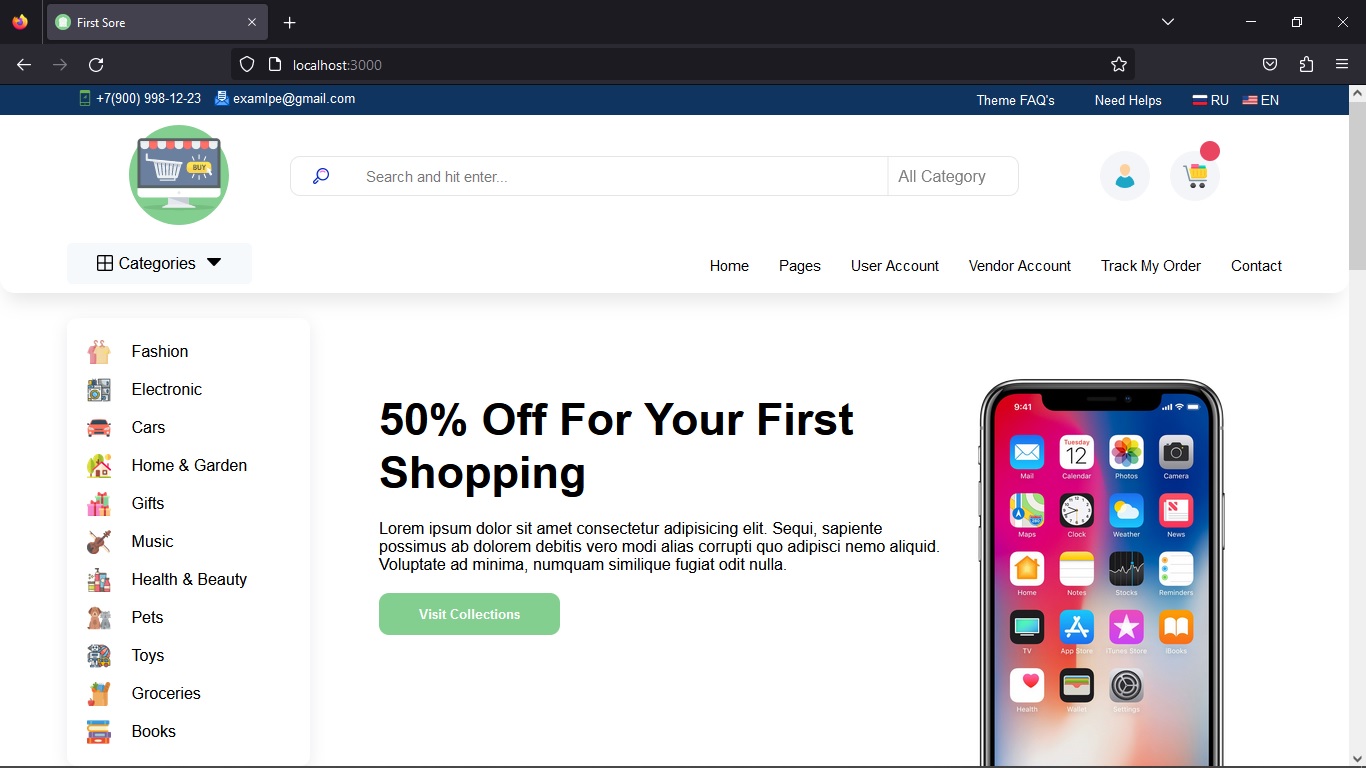 First Sore
localhost:3000
+7(900) 998-12-23 examlpe@gmail.com Theme FAQ's Need Helps RU EN
BUY
Search and hit enter... All Category
Categories Home Pages User Account Vendor Account Track My Order Contact
Fashion
Electronic
Cars
Home & Garden
Gifts
Music
Health & Beauty
Pets
Toys
Groceries
Books
50% Off For Your First
Shopping
Lorem ipsum dolor sit amet consectetur adipisicing elit. Sequi, sapiente
possimus ab dolorem debitis vero modi alias corrupti quo adipisci nemo aliquid.
Voluptate ad minima, numquam similique fugiat odit nulla.
Visit Collections
9:41
Tuesday
12
Mail Calendar Photos Camera
Maps Clock Weather News
Home Notes Stocks Reminders
TV App Store iTunes Store iBooks
Health Wallet Settings